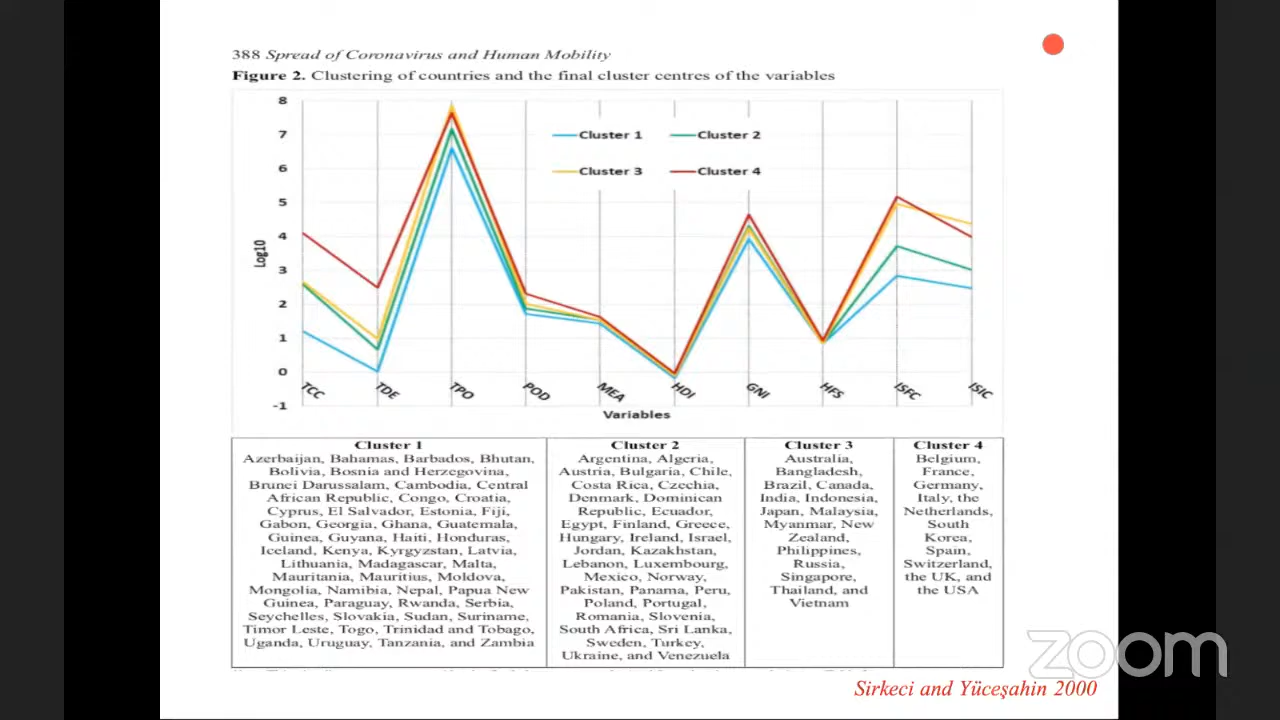 388 Spread of Coronavirus and Human Mobility
Figure 2. Clustering of countries and the final cluster centres of the variables
8
7
6
5
4
3
2
1
0
-1
Log10
Cluster 1
Cluster 2
Cluster 3
Cluster 4
TCC
TDE
TPO
POD
MEA
HDI
GNI
HFS
ISFC
ISIC
Variables
Cluster 1
Azerbaijan, Bahamas, Barbados, Bhutan,
Bolivia, Bosnia and Herzegovina,
Brunei Darussalam, Cambodia, Central
African Republic, Congo, Croatia,
Cyprus, El Salvador, Estonia, Fiji,
Gabon, Georgia, Ghana, Guatemala,
Guinea, Guyana, Haiti, Honduras,
Iceland, Kenya, Kyrgyzstan, Latvia,
Lithuania, Madagascar, Malta,
Mauritania, Mauritius, Moldova,
Mongolia, Namibia, Nepal, Papua New
Guinea, Paraguay, Rwanda, Serbia,
Seychelles, Slovakia, Sudan, Suriname,
Timor Leste, Togo, Trinidad and Tobago,
Uganda, Uruguay, Tanzania, and Zambia
Cluster 2
Argentina, Algeria,
Austria, Bulgaria, Chile,
Costa Rica, Czechia,
Denmark, Dominican
Republic, Ecuador,
Egypt, Finland, Greece,
Hungary, Ireland, Israel,
Jordan, Kazakhstan,
Lebanon, Luxembourg,
Mexico, Norway,
Pakistan, Panama, Peru,
Poland, Portugal,
Romania, Slovenia,
South Africa, Sri Lanka,
Sweden, Turkey,
Ukraine, and Venezuela
Cluster 3
Australia,
Bangladesh,
Brazil, Canada,
India, Indonesia,
Japan, Malaysia,
Myanmar, New
Zealand,
Philippines,
Russia,
Singapore,
Thailand, and
Vietnam
Cluster 4
Belgium,
France,
Germany,
Italy, the
Netherlands,
South
Korea,
Spain,
Switzerland,
the UK, and
the USA
zoom
Sirkeci and Yüceşahin 2000